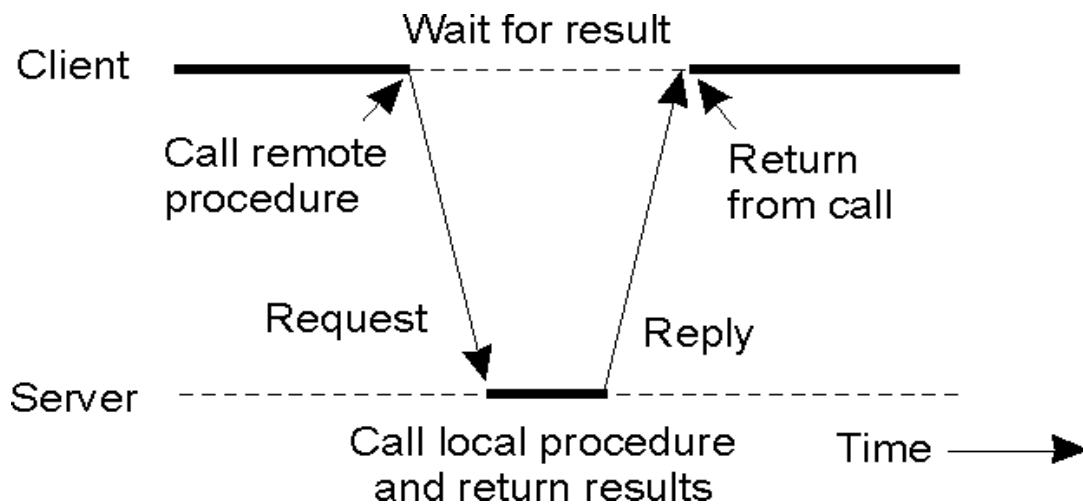 Wait for result
Client
Call remote
procedure
Return
from call
Request
Reply
Server
Call local procedure
and return results
Time